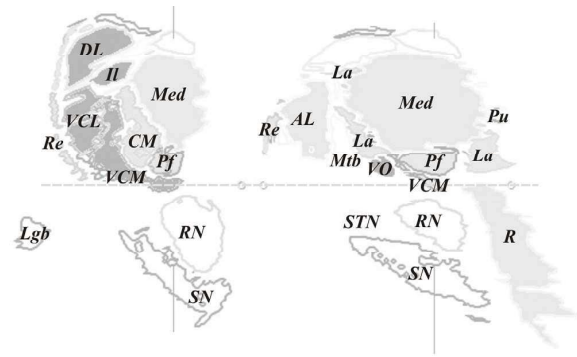 DL
Il
Med
VCL
CM
Re
Pf
VCM
Lgb
RN
SN
La
Med
AL
Pu
Re
La
Mtb
VO
Pf
La
VCM
STN
RN
R
SN